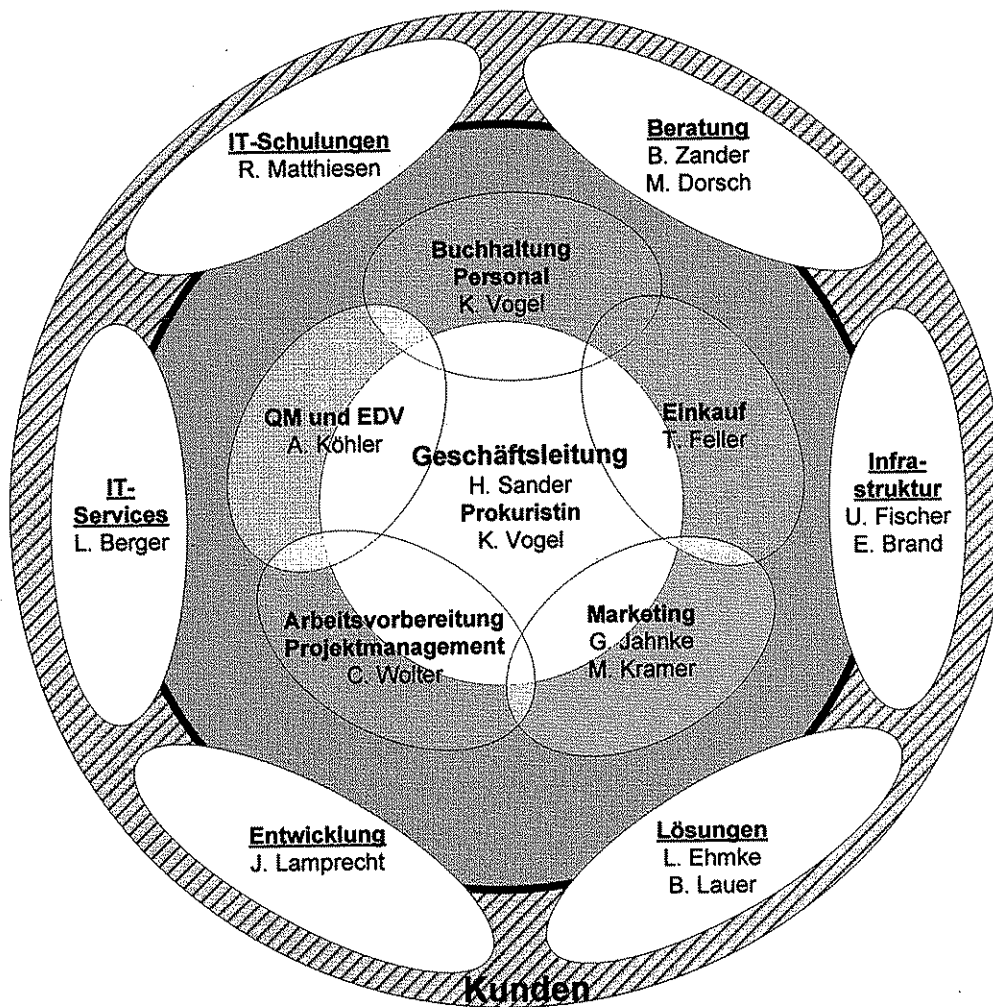 IT-Schulungen
R. Matthiesen
Beratung
B. Zander
M. Dorsch
Buchhaltung
Personal
K. Vogel
QM und EDV
A. Köhler
Einkauf
T. Feller
Geschäftsleitung
H. Sander
Prokuristin
K. Vogel
IT-
Services
L. Berger
Infra-
struktur
U. Fischer
E. Brand
Arbeitsvorbereitung
Projektmanagement
C. Wolter
Marketing
G. Jahnke
M. Kramer
Entwicklung
J. Lamprecht
Lösungen
L. Ehmke
B. Lauer
Kunden